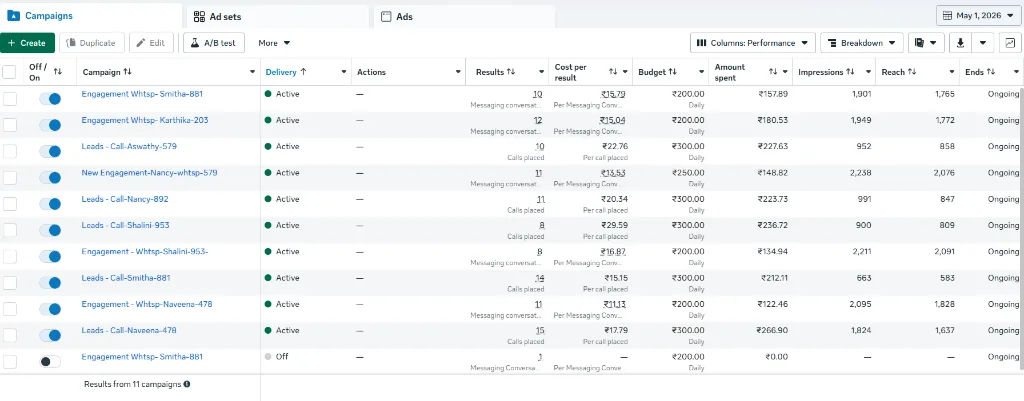 Campaigns Ad sets Ads May 1, 2026
+ Create Duplicate Edit A/B test More Columns: Performance Breakdown
Off / On Campaign Delivery ↑ Actions Results Cost per result Budget Amount spent Impressions Reach Ends
Engagement Whtsp- Smitha-881 Active — 10 ₹15.79 ₹200.00 ₹157.89 1,901 1,765 Ongoing
Messaging conversat... Per Messaging Conv... Daily
Engagement Whtsp- Karthika-203 Active — 12 ₹15.04 ₹200.00 ₹180.53 1,949 1,772 Ongoing
Messaging conversat... Per Messaging Conv... Daily
Leads - Call-Aswathy-579 Active — 10 ₹22.76 ₹300.00 ₹227.63 952 858 Ongoing
Calls placed Per call placed Daily
New Engagement-Nancy-whtsp-579 Active — 11 ₹13.53 ₹250.00 ₹148.82 2,238 2,076 Ongoing
Messaging conversat... Per Messaging Conv... Daily
Leads - Call-Nancy-892 Active — 11 ₹20.34 ₹300.00 ₹223.73 991 847 Ongoing
Calls placed Per call placed Daily
Leads - Call-Shalini-953 Active — 8 ₹29.59 ₹300.00 ₹236.72 900 809 Ongoing
Calls placed Per call placed Daily
Engagement - Whtsp-Shalini-953- Active — 8 ₹16.87 ₹200.00 ₹134.94 2,211 2,091 Ongoing
Messaging conversat... Per Messaging Conv... Daily
Leads - Call-Smitha-881 Active — 14 ₹15.15 ₹300.00 ₹212.11 663 583 Ongoing
Calls placed Per call placed Daily
Engagement - Whtsp-Naveena-478 Active — 11 ₹11.13 ₹200.00 ₹122.46 2,095 1,828 Ongoing
Messaging conversat... Per Messaging Conv... Daily
Leads - Call-Naveena-478 Active — 15 ₹17.79 ₹300.00 ₹266.90 1,824 1,637 Ongoing
Calls placed Per call placed Daily
Engagement Whtsp- Smitha-881 Off — 1 — ₹200.00 ₹0.00 — — Ongoing
Messaging Conversa... Per Messaging Conve... Daily
Results from 11 campaigns